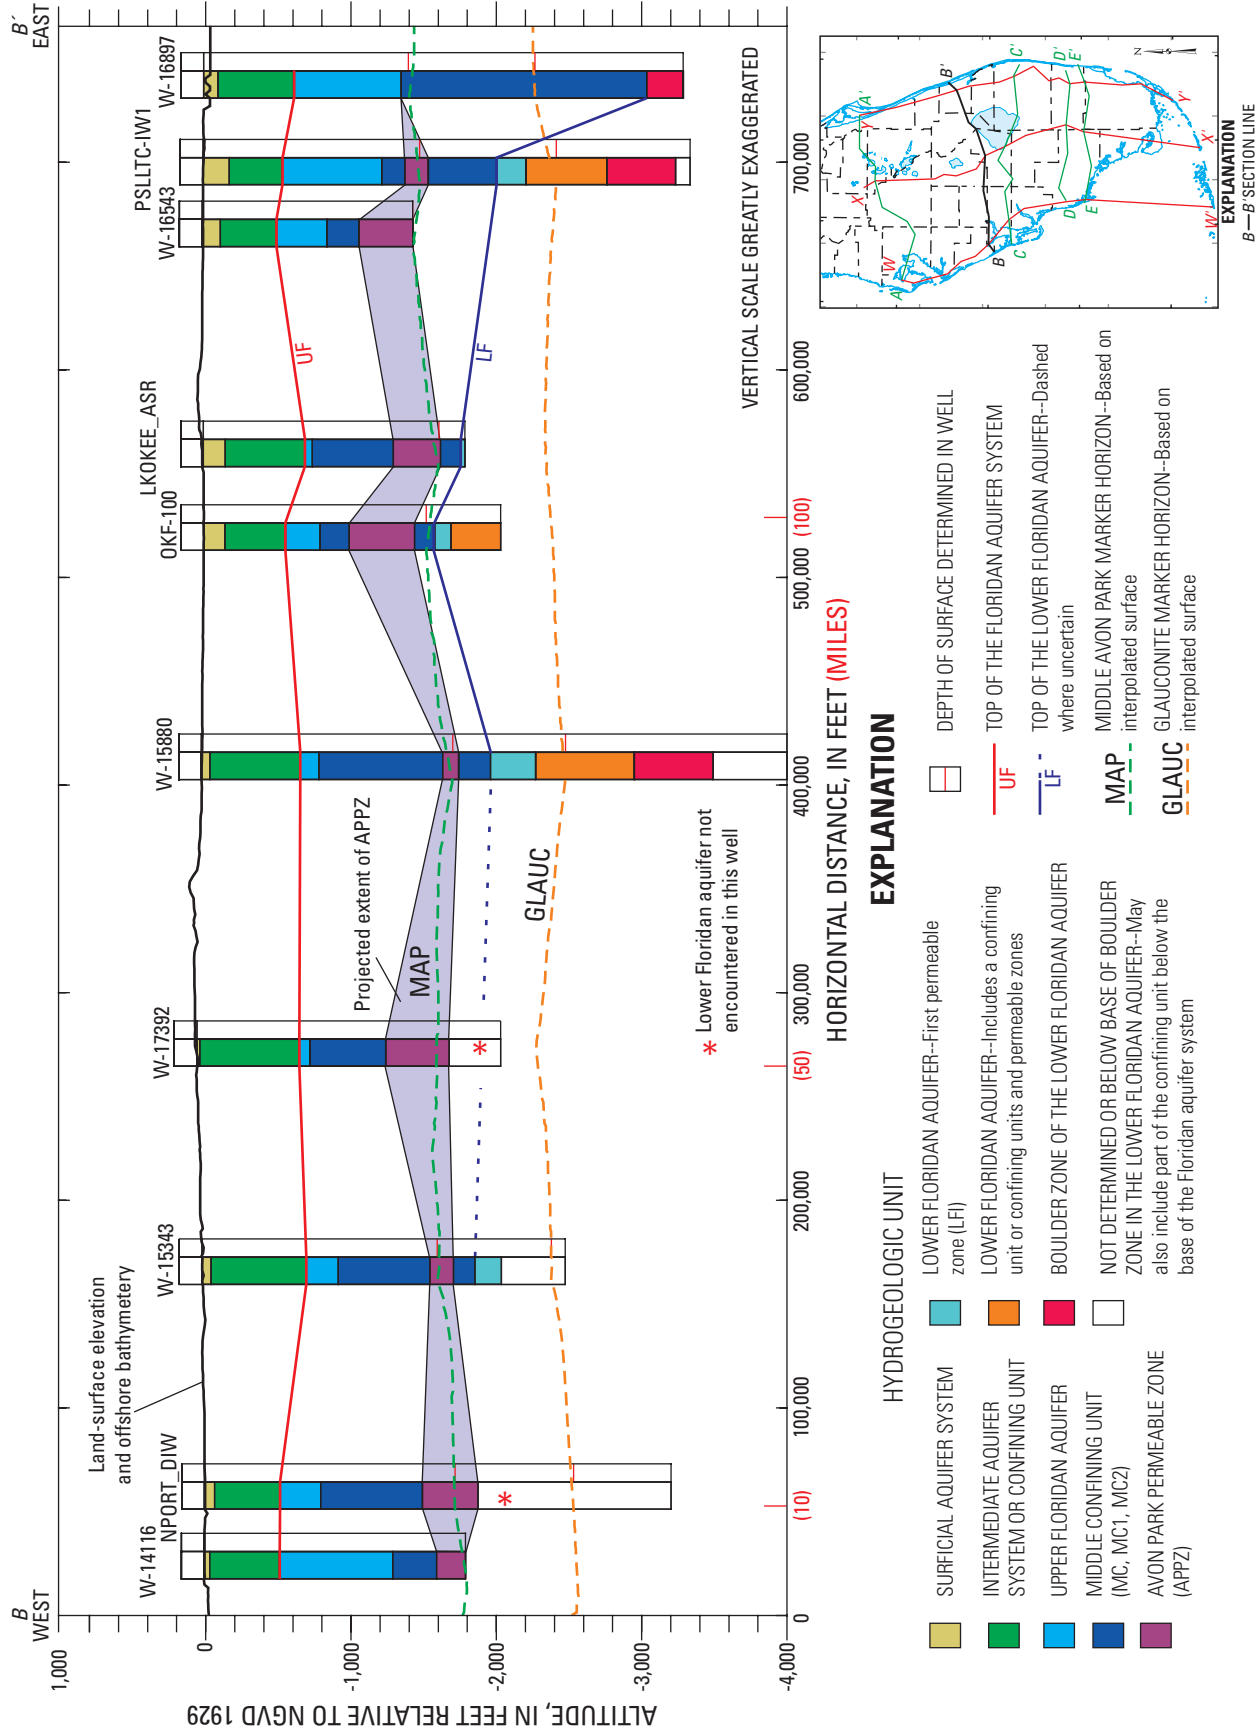 B
WEST
B′
EAST
W-14116
NPORT_DIW
W-15343
W-17392
W-15880
OKF-100
LKOKEE_ASR
W-16543
PSLLTC-IW1
W-16897
Land-surface elevation
and offshore bathymetery
Projected extent of APPZ
MAP
GLAUC
UF
LF
*
*
* Lower Floridan aquifer not
encountered in this well
VERTICAL SCALE GREATLY EXAGGERATED
ALTITUDE, IN FEET RELATIVE TO NGVD 1929
1,000
0
-1,000
-2,000
-3,000
-4,000
0
100,000
200,000
300,000
400,000
500,000
600,000
700,000
(10)
(50)
(100)
HORIZONTAL DISTANCE, IN FEET (MILES)
EXPLANATION
HYDROGEOLOGIC UNIT
SURFICIAL AQUIFER SYSTEM
INTERMEDIATE AQUIFER
SYSTEM OR CONFINING UNIT
UPPER FLORIDAN AQUIFER
MIDDLE CONFINING UNIT
(MC, MC1, MC2)
AVON PARK PERMEABLE ZONE
(APPZ)
LOWER FLORIDAN AQUIFER--First permeable
zone (LFI)
LOWER FLORIDAN AQUIFER--Includes a confining
unit or confining units and permeable zones
BOULDER ZONE OF THE LOWER FLORIDAN AQUIFER
NOT DETERMINED OR BELOW BASE OF BOULDER
ZONE IN THE LOWER FLORIDAN AQUIFER--May
also include part of the confining unit below the
base of the Floridan aquifer system
DEPTH OF SURFACE DETERMINED IN WELL
UF
TOP OF THE FLORIDAN AQUIFER SYSTEM
LF
TOP OF THE LOWER FLORIDAN AQUIFER--Dashed
where uncertain
MAP
MIDDLE AVON PARK MARKER HORIZON--Based on
interpolated surface
GLAUC
GLAUCONITE MARKER HORIZON--Based on
interpolated surface
A
A'
W
X
Y
B
B'
C
C'
D
D'
E
E'
W'
X'
Y'
N
EXPLANATION
B—B' SECTION LINE